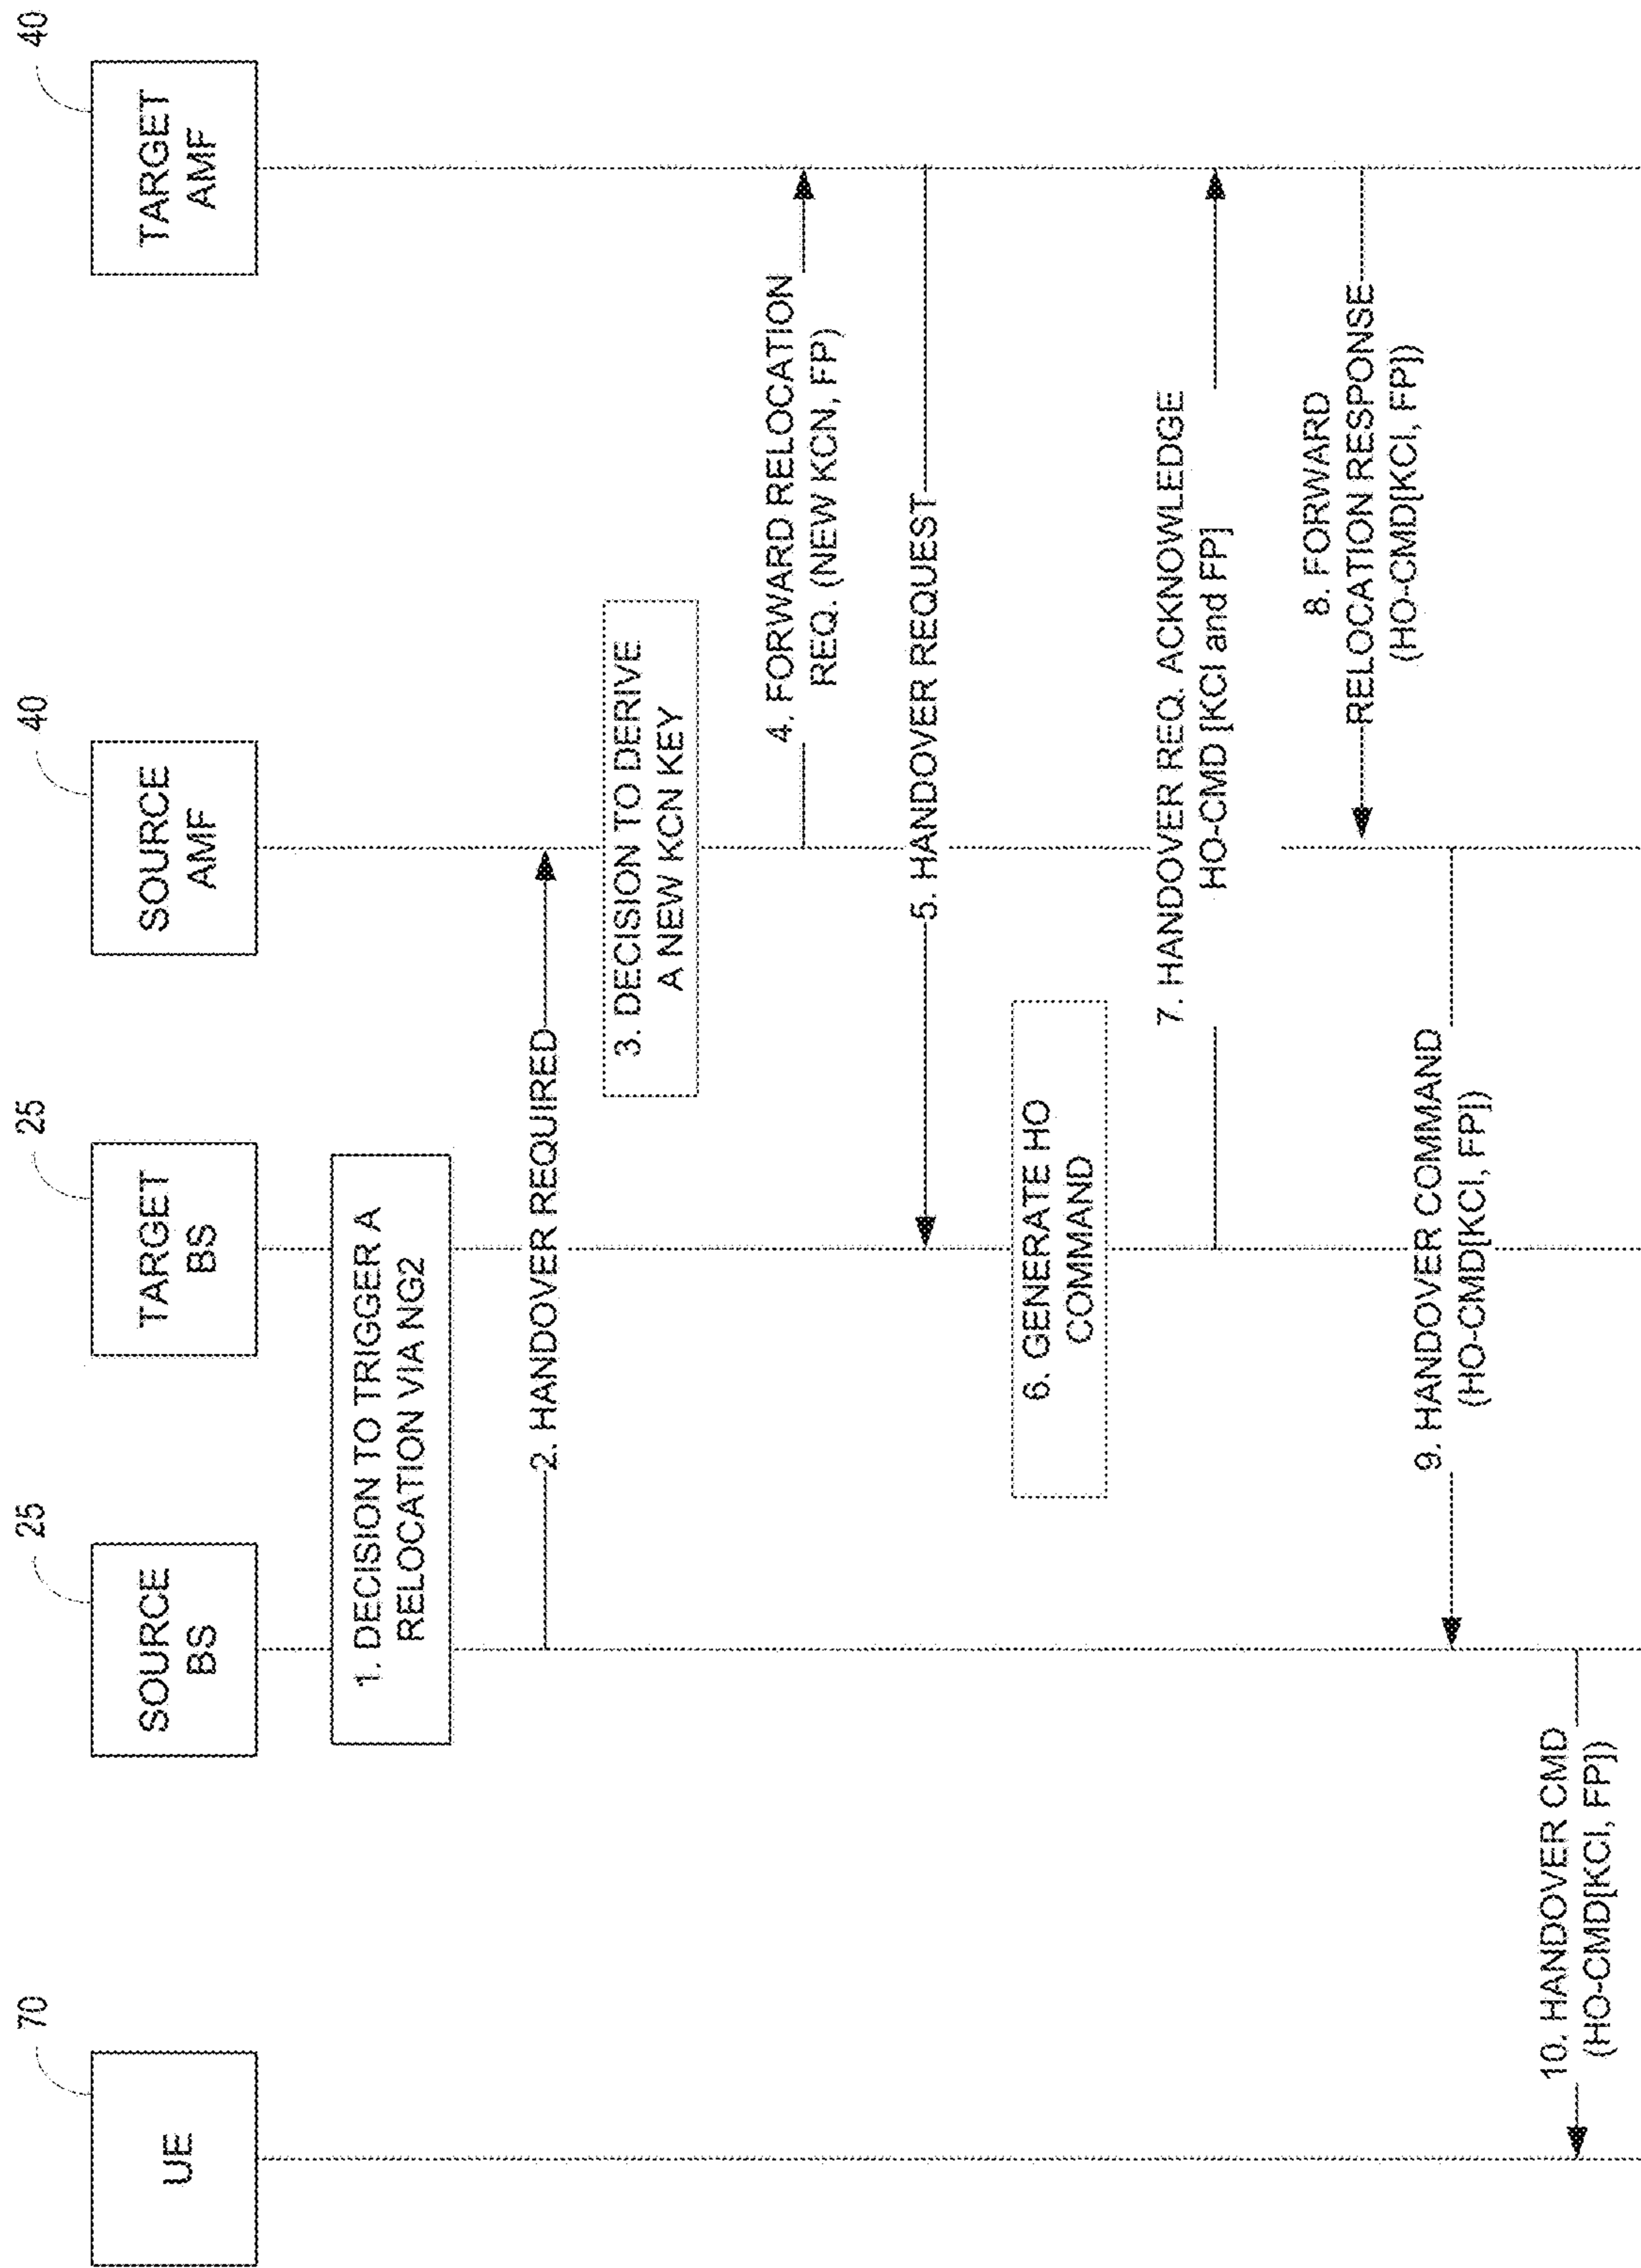 70
25
25
40
40
UE
SOURCE
BS
TARGET
BS
SOURCE
AMF
TARGET
AMF
1. DECISION TO TRIGGER A
RELOCATION VIA NG2
2. HANDOVER REQUIRED
3. DECISION TO DERIVE
A NEW KCN KEY
4. FORWARD RELOCATION
REQ. (NEW KCN, FP)
5. HANDOVER REQUEST
6. GENERATE HO
COMMAND
7. HANDOVER REQ. ACKNOWLEDGE
HO-CMD [KCI and FP]
8. FORWARD
RELOCATION RESPONSE
(HO-CMD[KCI, FP])
9. HANDOVER COMMAND
(HO-CMD[KCI, FP])
10. HANDOVER CMD
(HO-CMD[KCI, FP])